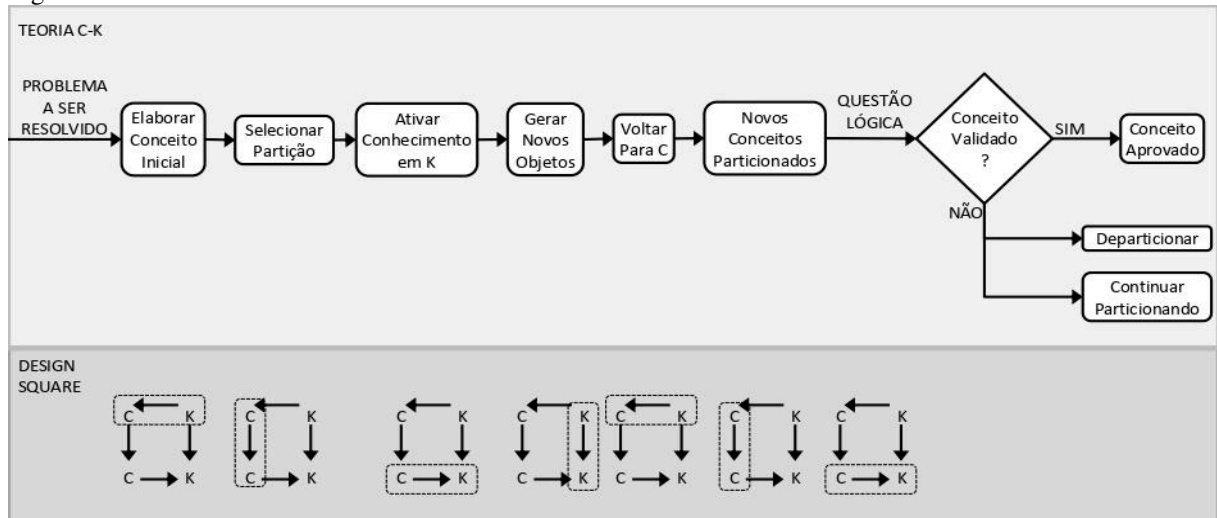 TEORIA C-K
PROBLEMA
A SER
RESOLVIDO
Elaborar
Conceito
Inicial
Selecionar
Partição
Ativar
Conhecimento
em K
Gerar
Novos
Objetos
Voltar
Para C
Novos
Conceitos
Particionados
QUESTÃO
LÓGICA
Conceito
Validado
?
SIM
Conceito
Aprovado
NÃO
Departicionar
Continuar
Particionando
DESIGN
SQUARE
C K C K C K C K C K C K C K
C K C K C K C K C K C K C K